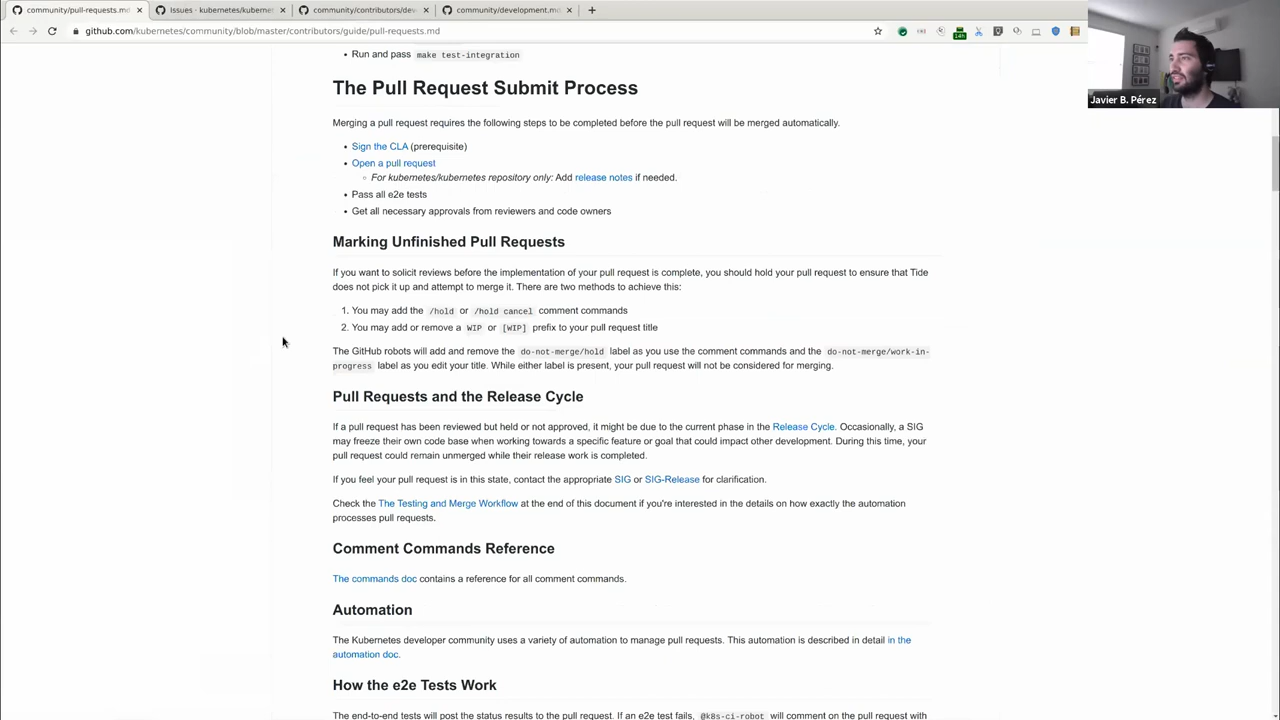 community/pull-requests.md
Issues · kubernetes/kubernet
community/contributors/dev
community/development.md
github.com/kubernetes/community/blob/master/contributors/guide/pull-requests.md
14h
Javier B. Pérez
Run and pass make test-integration
The Pull Request Submit Process
Merging a pull request requires the following steps to be completed before the pull request will be merged automatically.
Sign the CLA (prerequisite)
Open a pull request
For kubernetes/kubernetes repository only: Add release notes if needed.
Pass all e2e tests
Get all necessary approvals from reviewers and code owners
Marking Unfinished Pull Requests
If you want to solicit reviews before the implementation of your pull request is complete, you should hold your pull request to ensure that Tide
does not pick it up and attempt to merge it. There are two methods to achieve this:
1. You may add the /hold or /hold cancel comment commands
2. You may add or remove a WIP or [WIP] prefix to your pull request title
The GitHub robots will add and remove the do-not-merge/hold label as you use the comment commands and the do-not-merge/work-in-
progress label as you edit your title. While either label is present, your pull request will not be considered for merging.
Pull Requests and the Release Cycle
If a pull request has been reviewed but held or not approved, it might be due to the current phase in the Release Cycle. Occasionally, a SIG
may freeze their own code base when working towards a specific feature or goal that could impact other development. During this time, your
pull request could remain unmerged while their release work is completed.
If you feel your pull request is in this state, contact the appropriate SIG or SIG-Release for clarification.
Check the The Testing and Merge Workflow at the end of this document if you're interested in the details on how exactly the automation
processes pull requests.
Comment Commands Reference
The commands doc contains a reference for all comment commands.
Automation
The Kubernetes developer community uses a variety of automation to manage pull requests. This automation is described in detail in the
automation doc.
How the e2e Tests Work
The end-to-end tests will post the status results to the pull request. If an e2e test fails, @k8s-ci-robot will comment on the pull request with